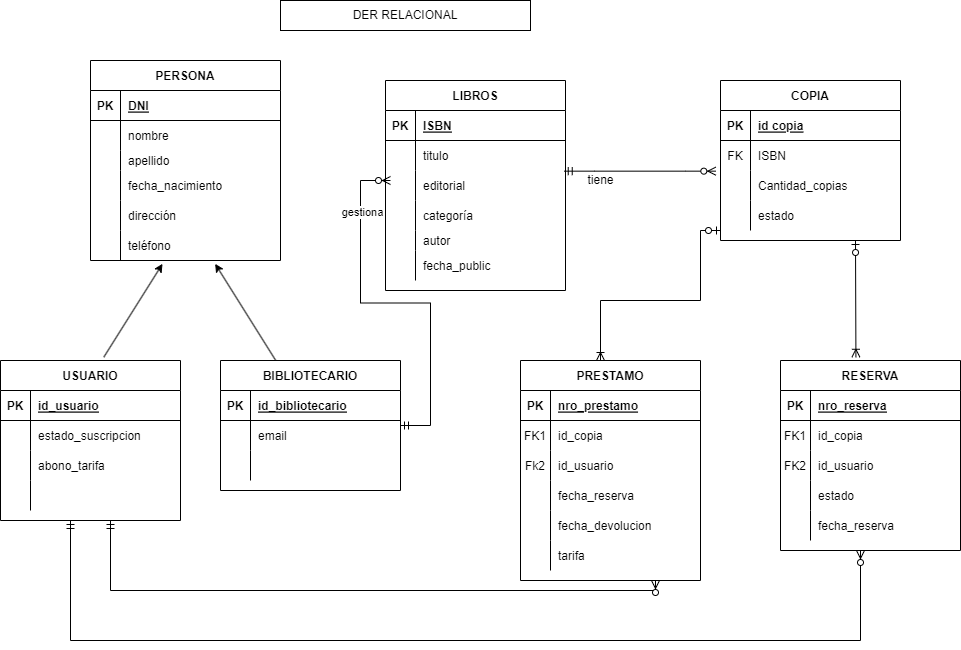 DER RELACIONAL
PERSONA
PK DNI
nombre
apellido
fecha_nacimiento
dirección
teléfono
LIBROS
PK ISBN
titulo
editorial
categoría
autor
fecha_public
COPIA
PK id copia
FK ISBN
Cantidad_copias
estado
tiene
gestiona
USUARIO
PK id_usuario
estado_suscripcion
abono_tarifa
BIBLIOTECARIO
PK id_bibliotecario
email
PRESTAMO
PK nro_prestamo
FK1 id_copia
Fk2 id_usuario
fecha_reserva
fecha_devolucion
tarifa
RESERVA
PK nro_reserva
FK1 id_copia
FK2 id_usuario
estado
fecha_reserva